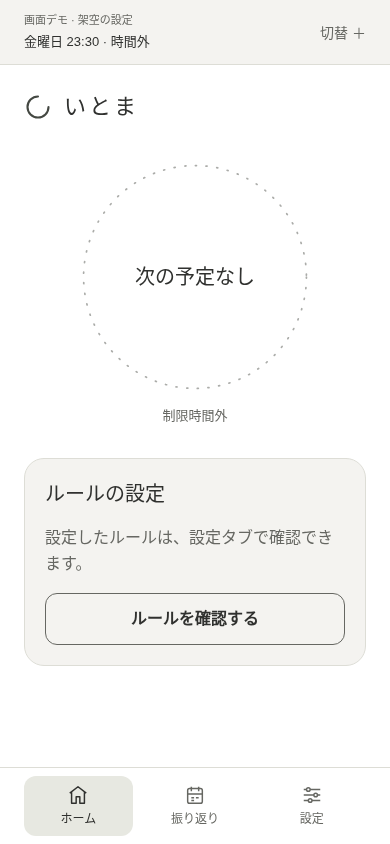 画面デモ · 架空の設定
金曜日 23:30 · 時間外
切替 ＋
いとま
次の予定なし
制限時間外
ルールの設定
設定したルールは、設定タブで確認でき
ます。
ルールを確認する
ホーム
振り返り
設定